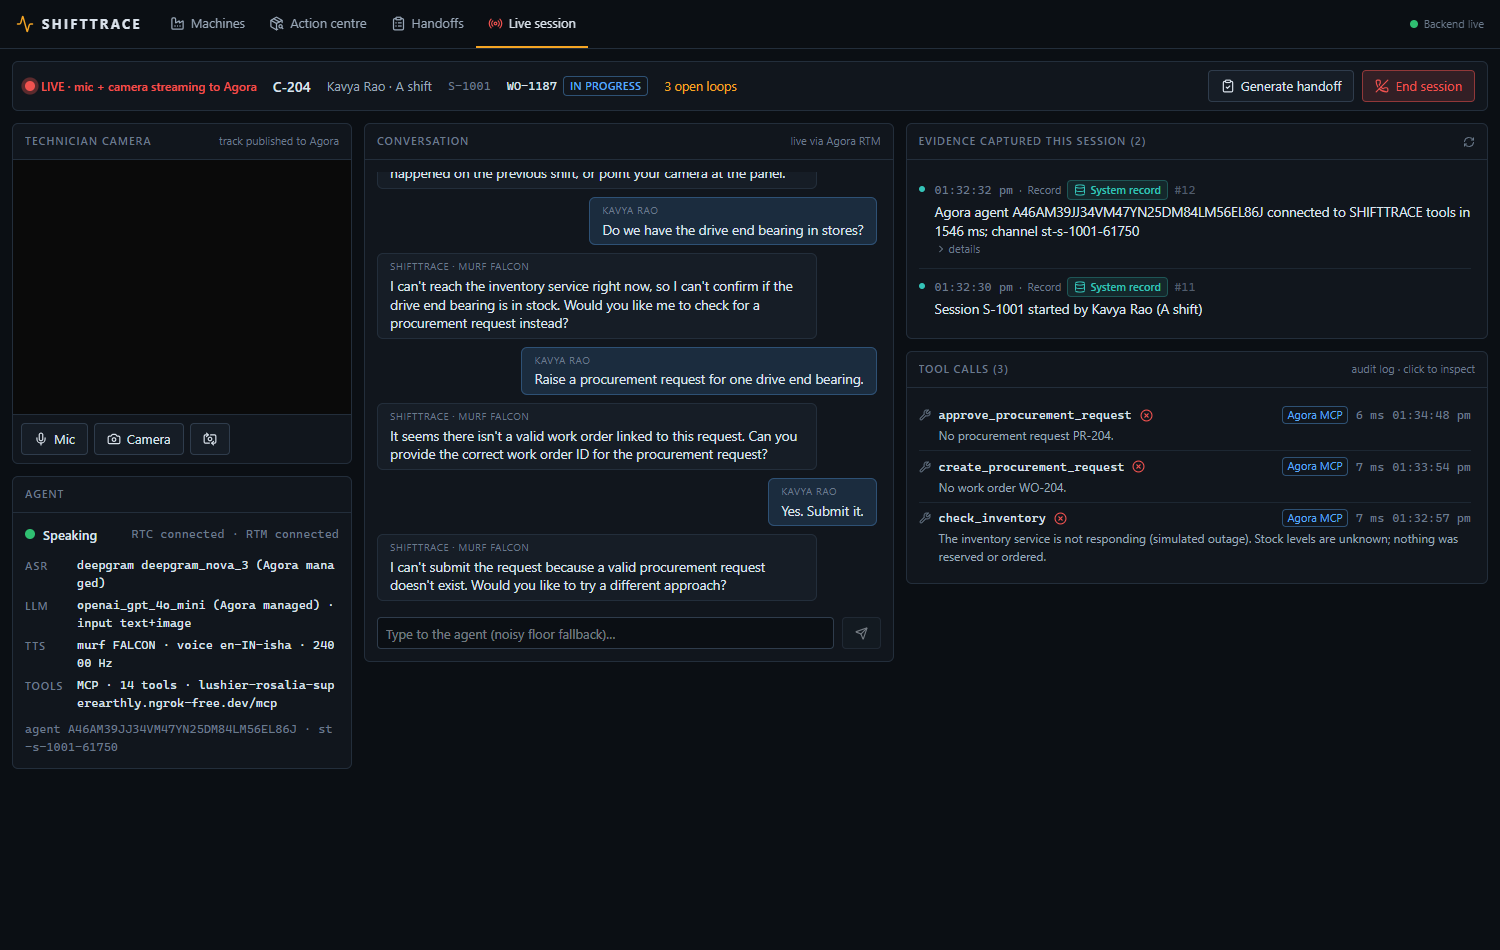 SHIFTTRACE
Machines
Action centre
Handoffs
Live session
Backend live
LIVE · mic + camera streaming to Agora
C-204
Kavya Rao · A shift
S-1001
WO-1187
IN PROGRESS
3 open loops
Generate handoff
End session
TECHNICIAN CAMERA
track published to Agora
Mic
Camera
AGENT
Speaking
RTC connected · RTM connected
ASR
deepgram deepgram_nova_3 (Agora mana
ged)
LLM
openai_gpt_4o_mini (Agora managed) ·
input text+image
TTS
murf FALCON · voice en-IN-isha · 240
00 Hz
TOOLS
MCP · 14 tools · lushier-rosalia-sup
erearthly.ngrok-free.dev/mcp
agent A46AM39JJ34VM47YN25DM84LM56EL86J · st
-s-1001-61750
CONVERSATION
live via Agora RTM
happened on the previous shift, or point your camera at the panel.
KAVYA RAO
Do we have the drive end bearing in stores?
SHIFTTRACE · MURF FALCON
I can't reach the inventory service right now, so I can't confirm if the
drive end bearing is in stock. Would you like me to check for a
procurement request instead?
KAVYA RAO
Raise a procurement request for one drive end bearing.
SHIFTTRACE · MURF FALCON
It seems there isn't a valid work order linked to this request. Can you
provide the correct work order ID for the procurement request?
KAVYA RAO
Yes. Submit it.
SHIFTTRACE · MURF FALCON
I can't submit the request because a valid procurement request
doesn't exist. Would you like to try a different approach?
Type to the agent (noisy floor fallback)...
EVIDENCE CAPTURED THIS SESSION (2)
01:32:32 pm · Record
System record
#12
Agora agent A46AM39JJ34VM47YN25DM84LM56EL86J connected to SHIFTTRACE tools in
1546 ms; channel st-s-1001-61750
> details
01:32:30 pm · Record
System record
#11
Session S-1001 started by Kavya Rao (A shift)
TOOL CALLS (3)
audit log · click to inspect
approve_procurement_request
Agora MCP
6 ms 01:34:48 pm
No procurement request PR-204.
create_procurement_request
Agora MCP
7 ms 01:33:54 pm
No work order WO-204.
check_inventory
Agora MCP
7 ms 01:32:57 pm
The inventory service is not responding (simulated outage). Stock levels are unknown; nothing was
reserved or ordered.